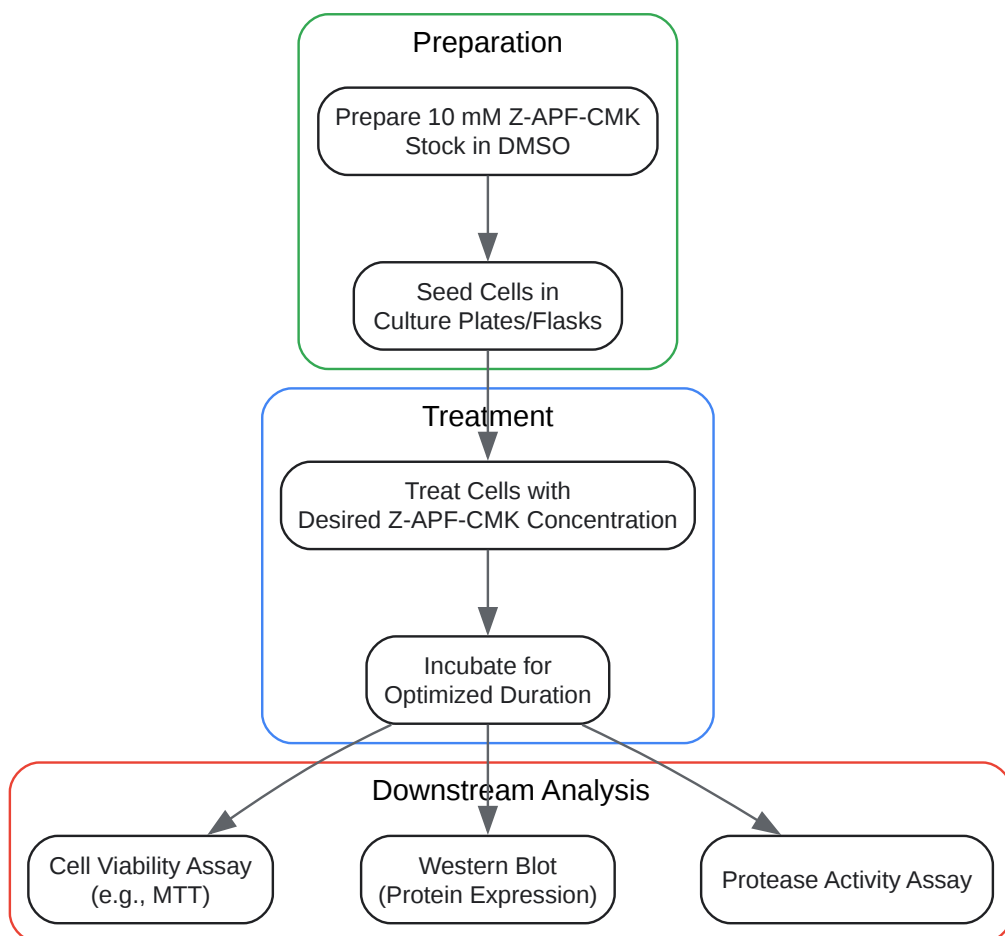 Preparation
Prepare 10 mM Z-APF-CMK
Stock in DMSO
Seed Cells in
Culture Plates/Flasks
Treatment
Treat Cells with
Desired Z-APF-CMK Concentration
Incubate for
Optimized Duration
Downstream Analysis
Cell Viability Assay
(e.g., MTT)
Western Blot
(Protein Expression)
Protease Activity Assay